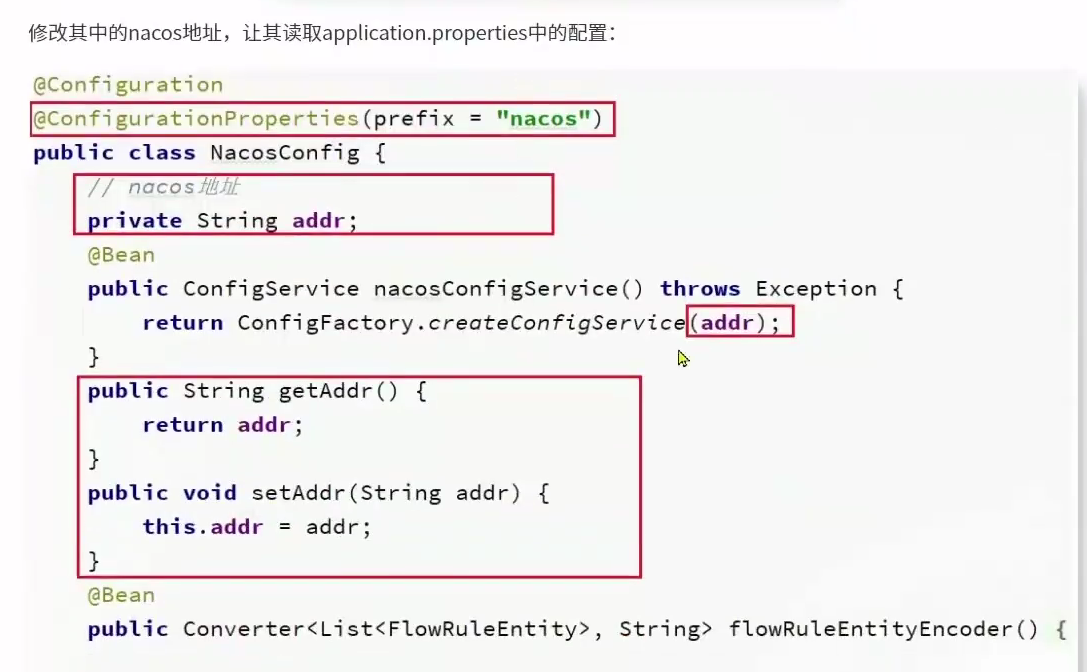 修改其中的nacos地址，让其读取application.properties中的配置：
@Configuration
@ConfigurationProperties(prefix = "nacos")
public class NacosConfig {
// nacos地址
private String addr;
@Bean
public ConfigService nacosConfigService() throws Exception {
return ConfigFactory.createConfigService(addr);
}
public String getAddr() {
return addr;
}
public void setAddr(String addr) {
this.addr = addr;
}
@Bean
public Converter<List<FlowRuleEntity>, String> flowRuleEntityEncoder() {